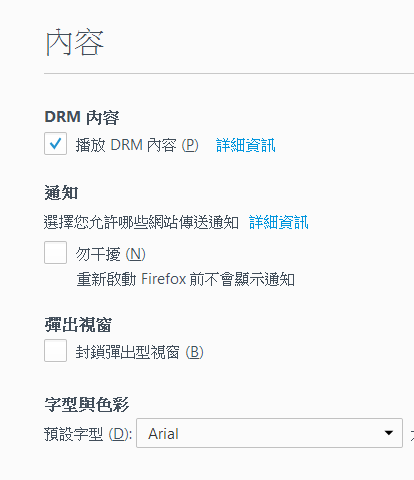 內容
DRM 內容
播放 DRM 內容 (P) 詳細資訊
通知
選擇您允許哪些網站傳送通知 詳細資訊
勿干擾 (N)
重新啟動 Firefox 前不會顯示通知
彈出視窗
封鎖彈出型視窗 (B)
字型與色彩
預設字型 (D): Arial